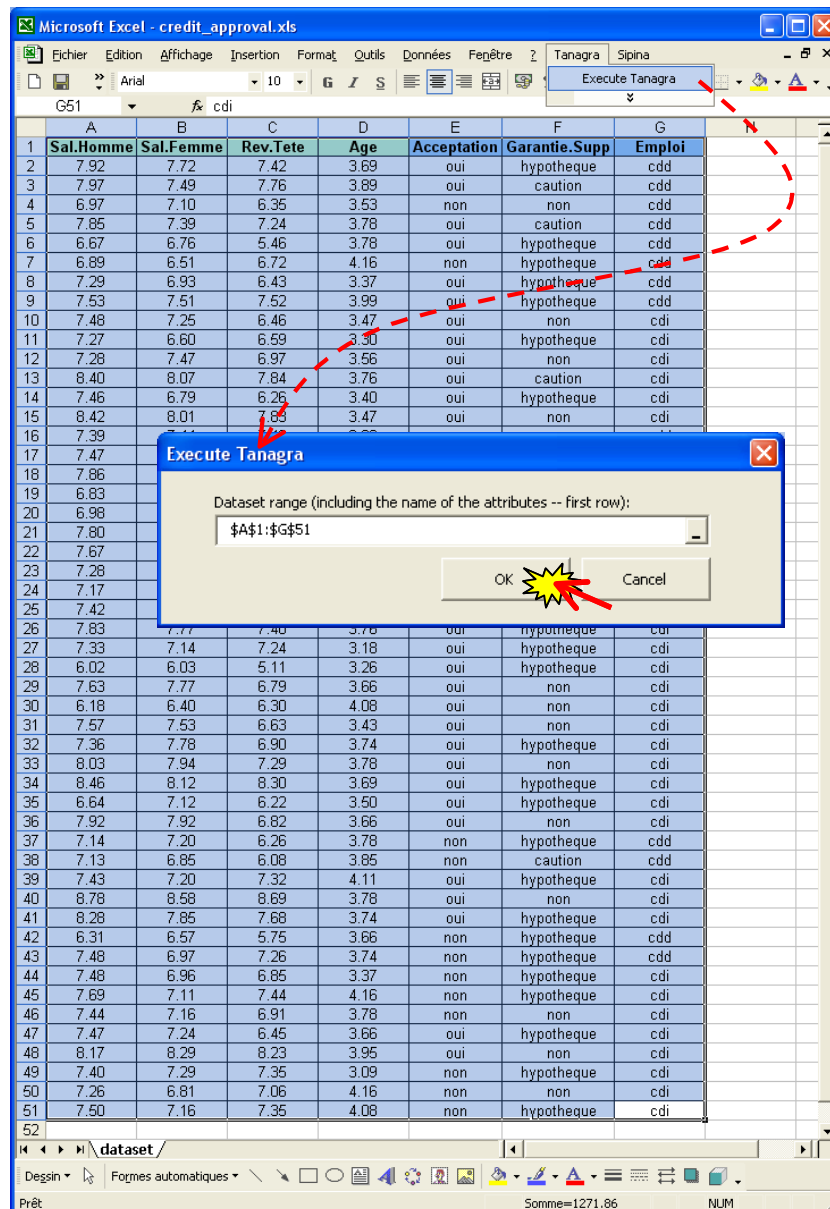 Microsoft Excel - credit_approval.xls
Fichier Edition Affichage Insertion Format Outils Données Fenêtre ? Tanagra Sipina
Arial 10 G I S Execute Tanagra
G51 fx cdi
A B C D E F G N
1 Sal.Homme Sal.Femme Rev.Tete Age Acceptation Garantie.Supp Emploi
2 7.92 7.72 7.42 3.69 oui hypotheque cdd
3 7.97 7.49 7.76 3.89 oui caution cdd
4 6.97 7.10 6.35 3.53 non non cdd
5 7.85 7.39 7.24 3.78 oui caution cdd
6 6.67 6.76 5.46 3.78 oui hypotheque cdd
7 6.89 6.51 6.72 4.16 non hypotheque cdd
8 7.29 6.93 6.43 3.37 oui hypotheque cdd
9 7.53 7.51 7.52 3.99 oui hypotheque cdd
10 7.48 7.25 6.46 3.47 oui non cdi
11 7.27 6.60 6.59 3.30 oui hypotheque cdi
12 7.28 7.47 6.97 3.56 oui non cdi
13 8.40 8.07 7.84 3.76 oui caution cdi
14 7.46 6.79 6.26 3.40 oui hypotheque cdi
15 8.42 8.01 7.83 3.47 oui non cdi
16 7.39
17 7.47
18 7.86
19 6.83
20 6.98
21 7.80
22 7.67
23 7.28
24 7.17
25 7.42
Execute Tanagra
Dataset range (including the name of the attributes -- first row):
$A$1:$G$51
OK Cancel
26 7.83 7.77 7.40 3.76 oui hypotheque cdi
27 7.33 7.14 7.24 3.18 oui hypotheque cdi
28 6.02 6.03 5.11 3.26 oui hypotheque cdi
29 7.63 7.77 6.79 3.66 oui non cdi
30 6.18 6.40 6.30 4.08 oui non cdi
31 7.57 7.53 6.63 3.43 oui non cdi
32 7.36 7.78 6.90 3.74 oui hypotheque cdi
33 8.03 7.94 7.29 3.78 oui non cdi
34 8.46 8.12 8.30 3.69 oui hypotheque cdi
35 6.64 7.12 6.22 3.50 oui hypotheque cdi
36 7.92 7.92 6.82 3.66 oui non cdi
37 7.14 7.20 6.26 3.78 non hypotheque cdd
38 7.13 6.85 6.08 3.85 non caution cdd
39 7.43 7.20 7.32 4.11 oui hypotheque cdi
40 8.78 8.58 8.69 3.78 oui non cdi
41 8.28 7.85 7.68 3.74 oui hypotheque cdi
42 6.31 6.57 5.75 3.66 non hypotheque cdd
43 7.48 6.97 7.26 3.74 non hypotheque cdd
44 7.48 6.96 6.85 3.37 non hypotheque cdi
45 7.69 7.11 7.44 4.16 non hypotheque cdi
46 7.44 7.16 6.91 3.78 non non cdi
47 7.47 7.24 6.45 3.66 oui hypotheque cdi
48 8.17 8.29 8.23 3.95 oui non cdi
49 7.40 7.29 7.35 3.09 non hypotheque cdi
50 7.26 6.81 7.06 4.16 non non cdi
51 7.50 7.16 7.35 4.08 non hypotheque cdi
52
dataset
Dessin Formes automatiques
Prêt Somme=1271.86 NUM